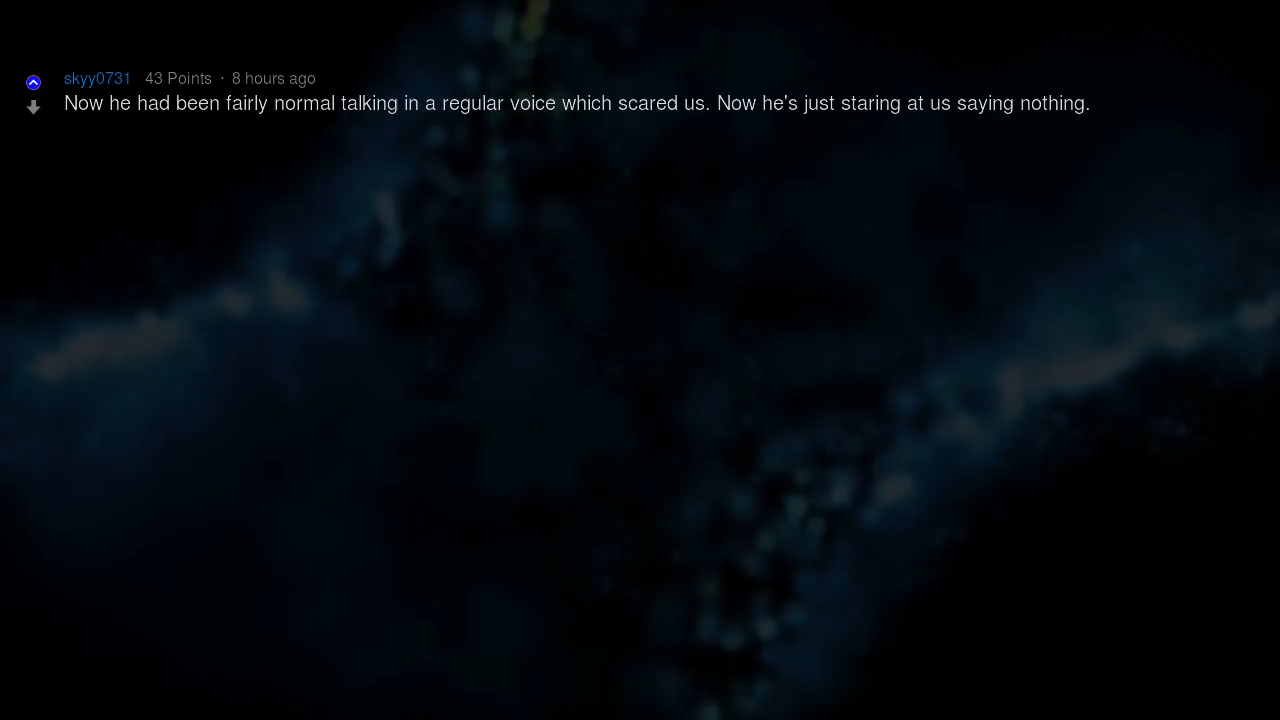 skyy0731 43 Points · 8 hours ago
Now he had been fairly normal talking in a regular voice which scared us. Now he's just staring at us saying nothing.